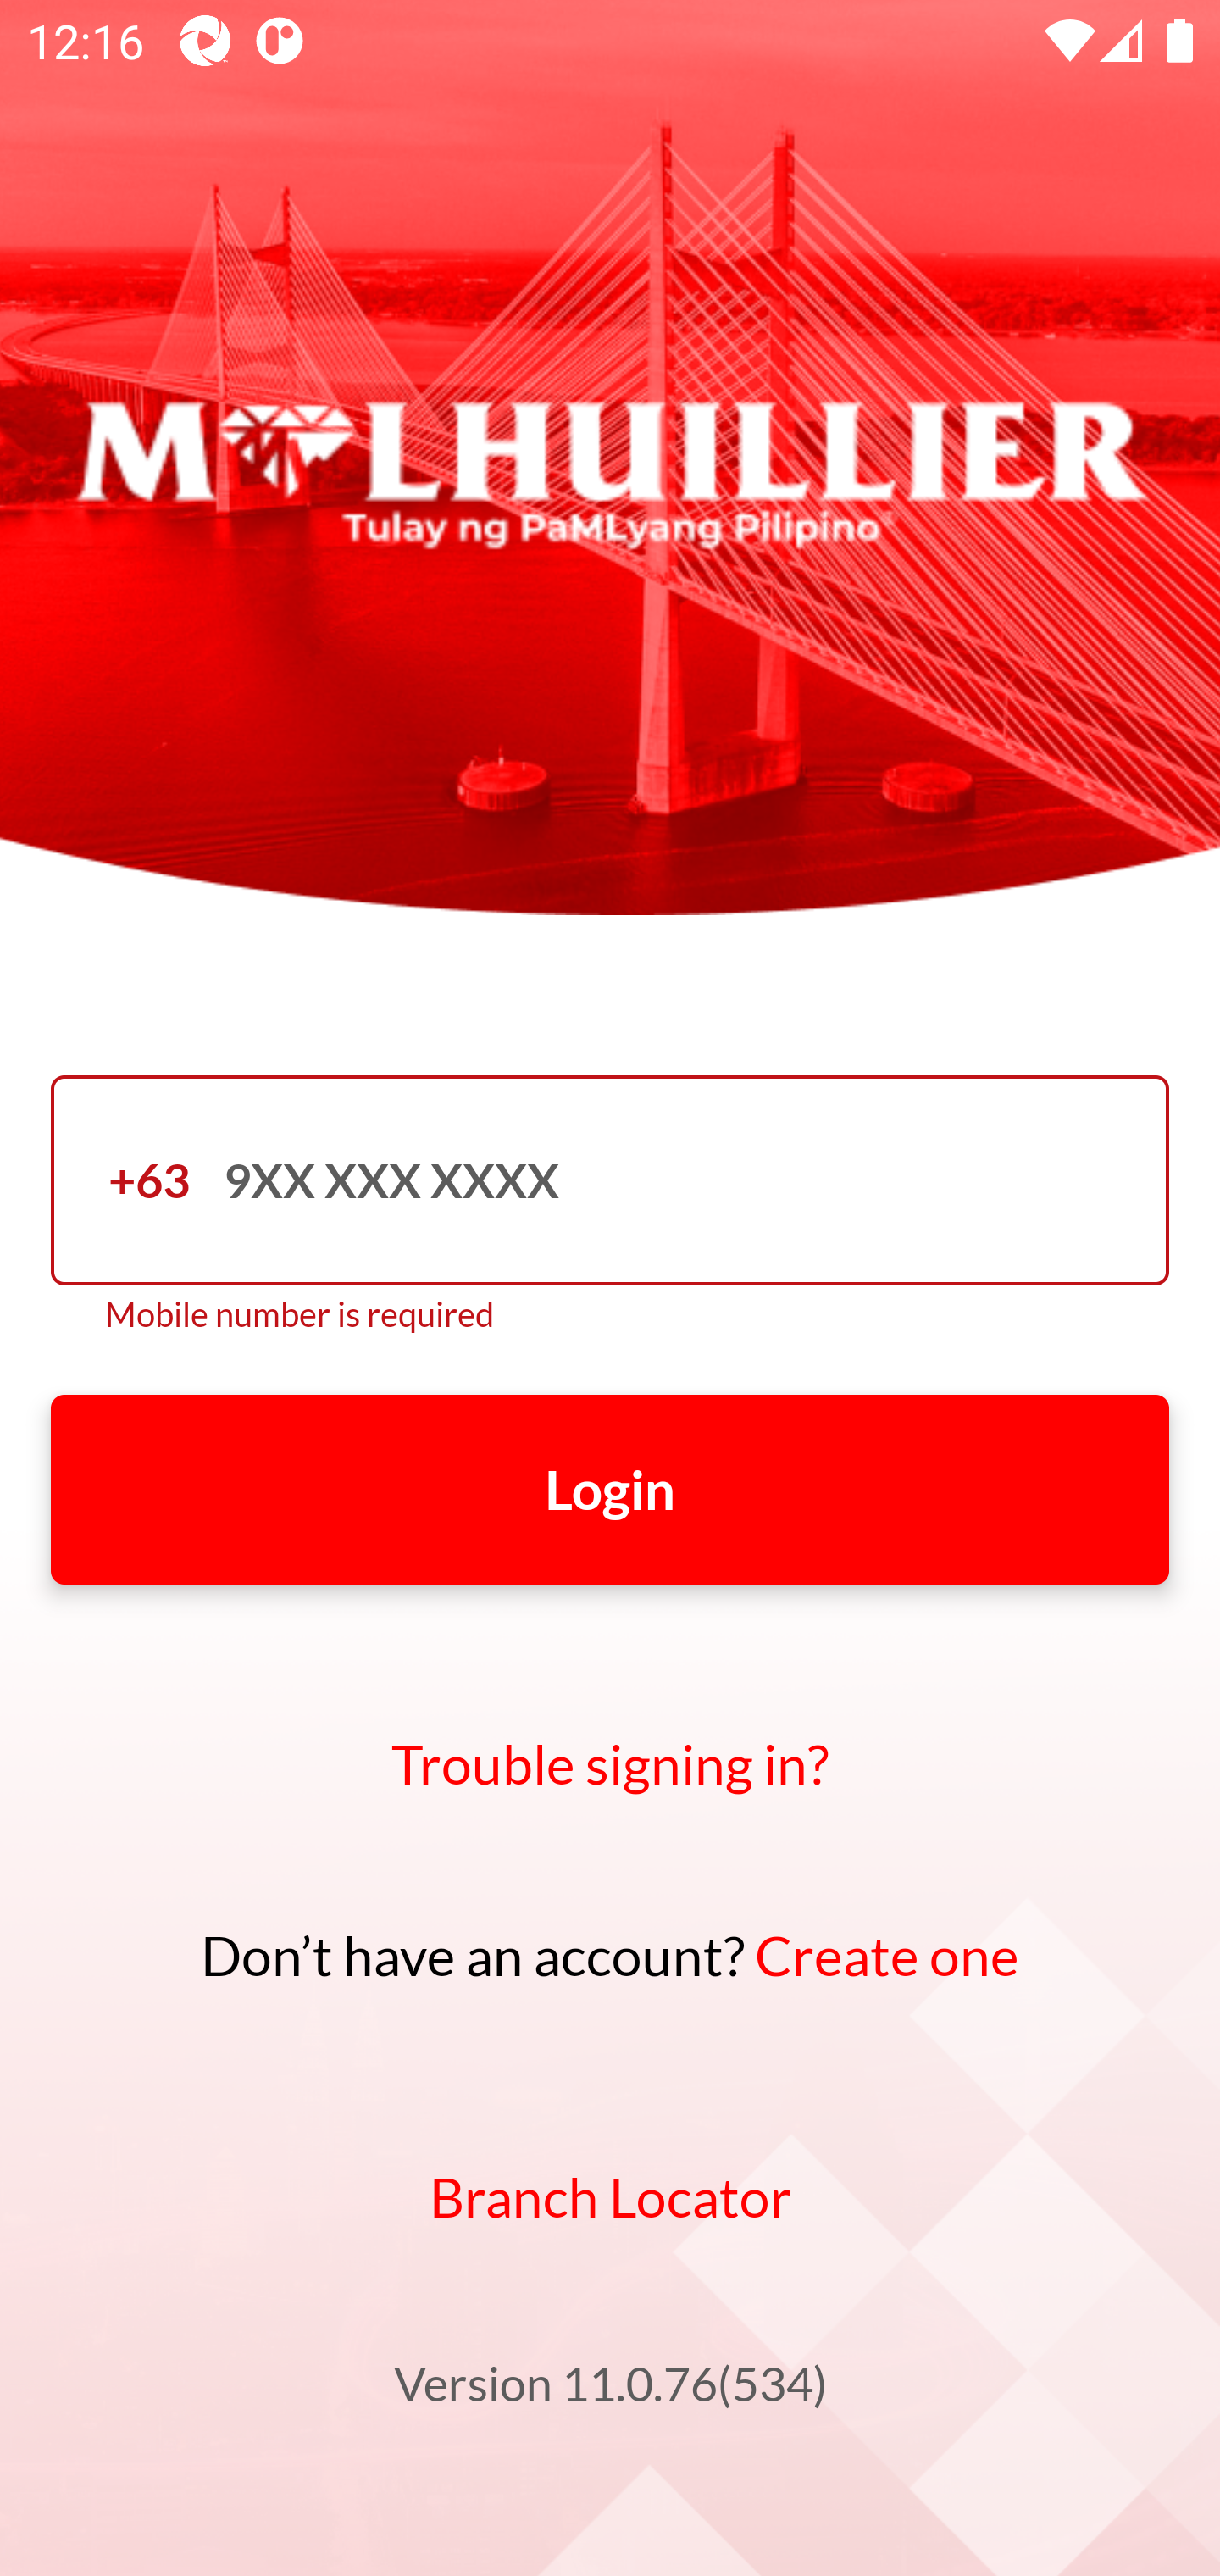 12:16
M LHUILLIER
Tulay ng PaMLyang Pilipino
+63 9XX XXX XXXX
Mobile number is required
Login
Trouble signing in?
Don’t have an account? Create one
Branch Locator
Version 11.0.76(534)